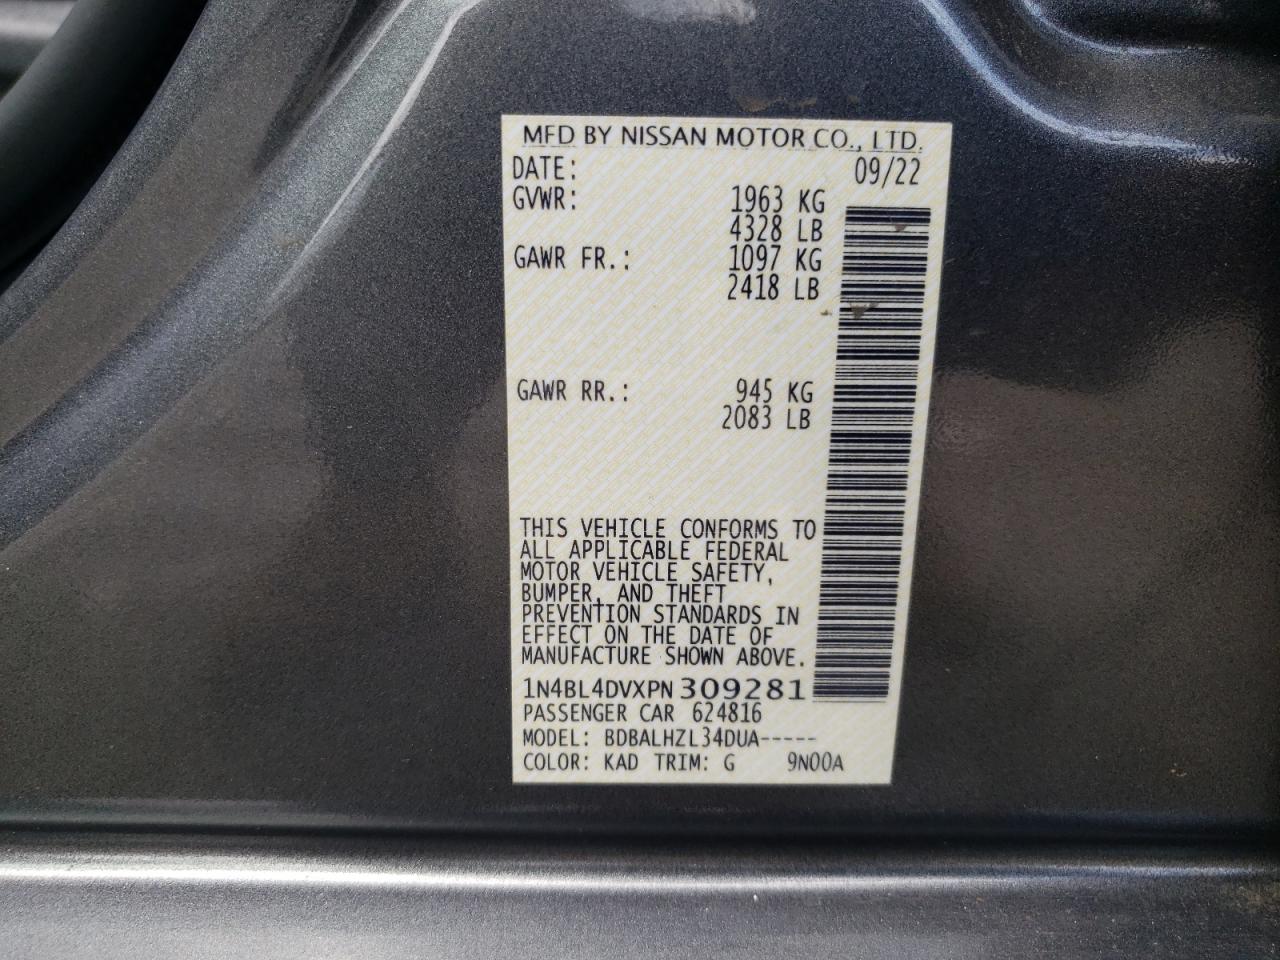 MFD BY NISSAN MOTOR CO., LTD.
DATE: 09/22
GVWR: 1963 KG
4328 LB
GAWR FR.: 1097 KG
2418 LB
GAWR RR.: 945 KG
2083 LB
THIS VEHICLE CONFORMS TO
ALL APPLICABLE FEDERAL
MOTOR VEHICLE SAFETY,
BUMPER, AND THEFT
PREVENTION STANDARDS IN
EFFECT ON THE DATE OF
MANUFACTURE SHOWN ABOVE.
1N4BL4DVXPN309281
PASSENGER CAR 624816
MODEL: BDBALHZL34DUA-----
COLOR: KAD TRIM: G 9N00A